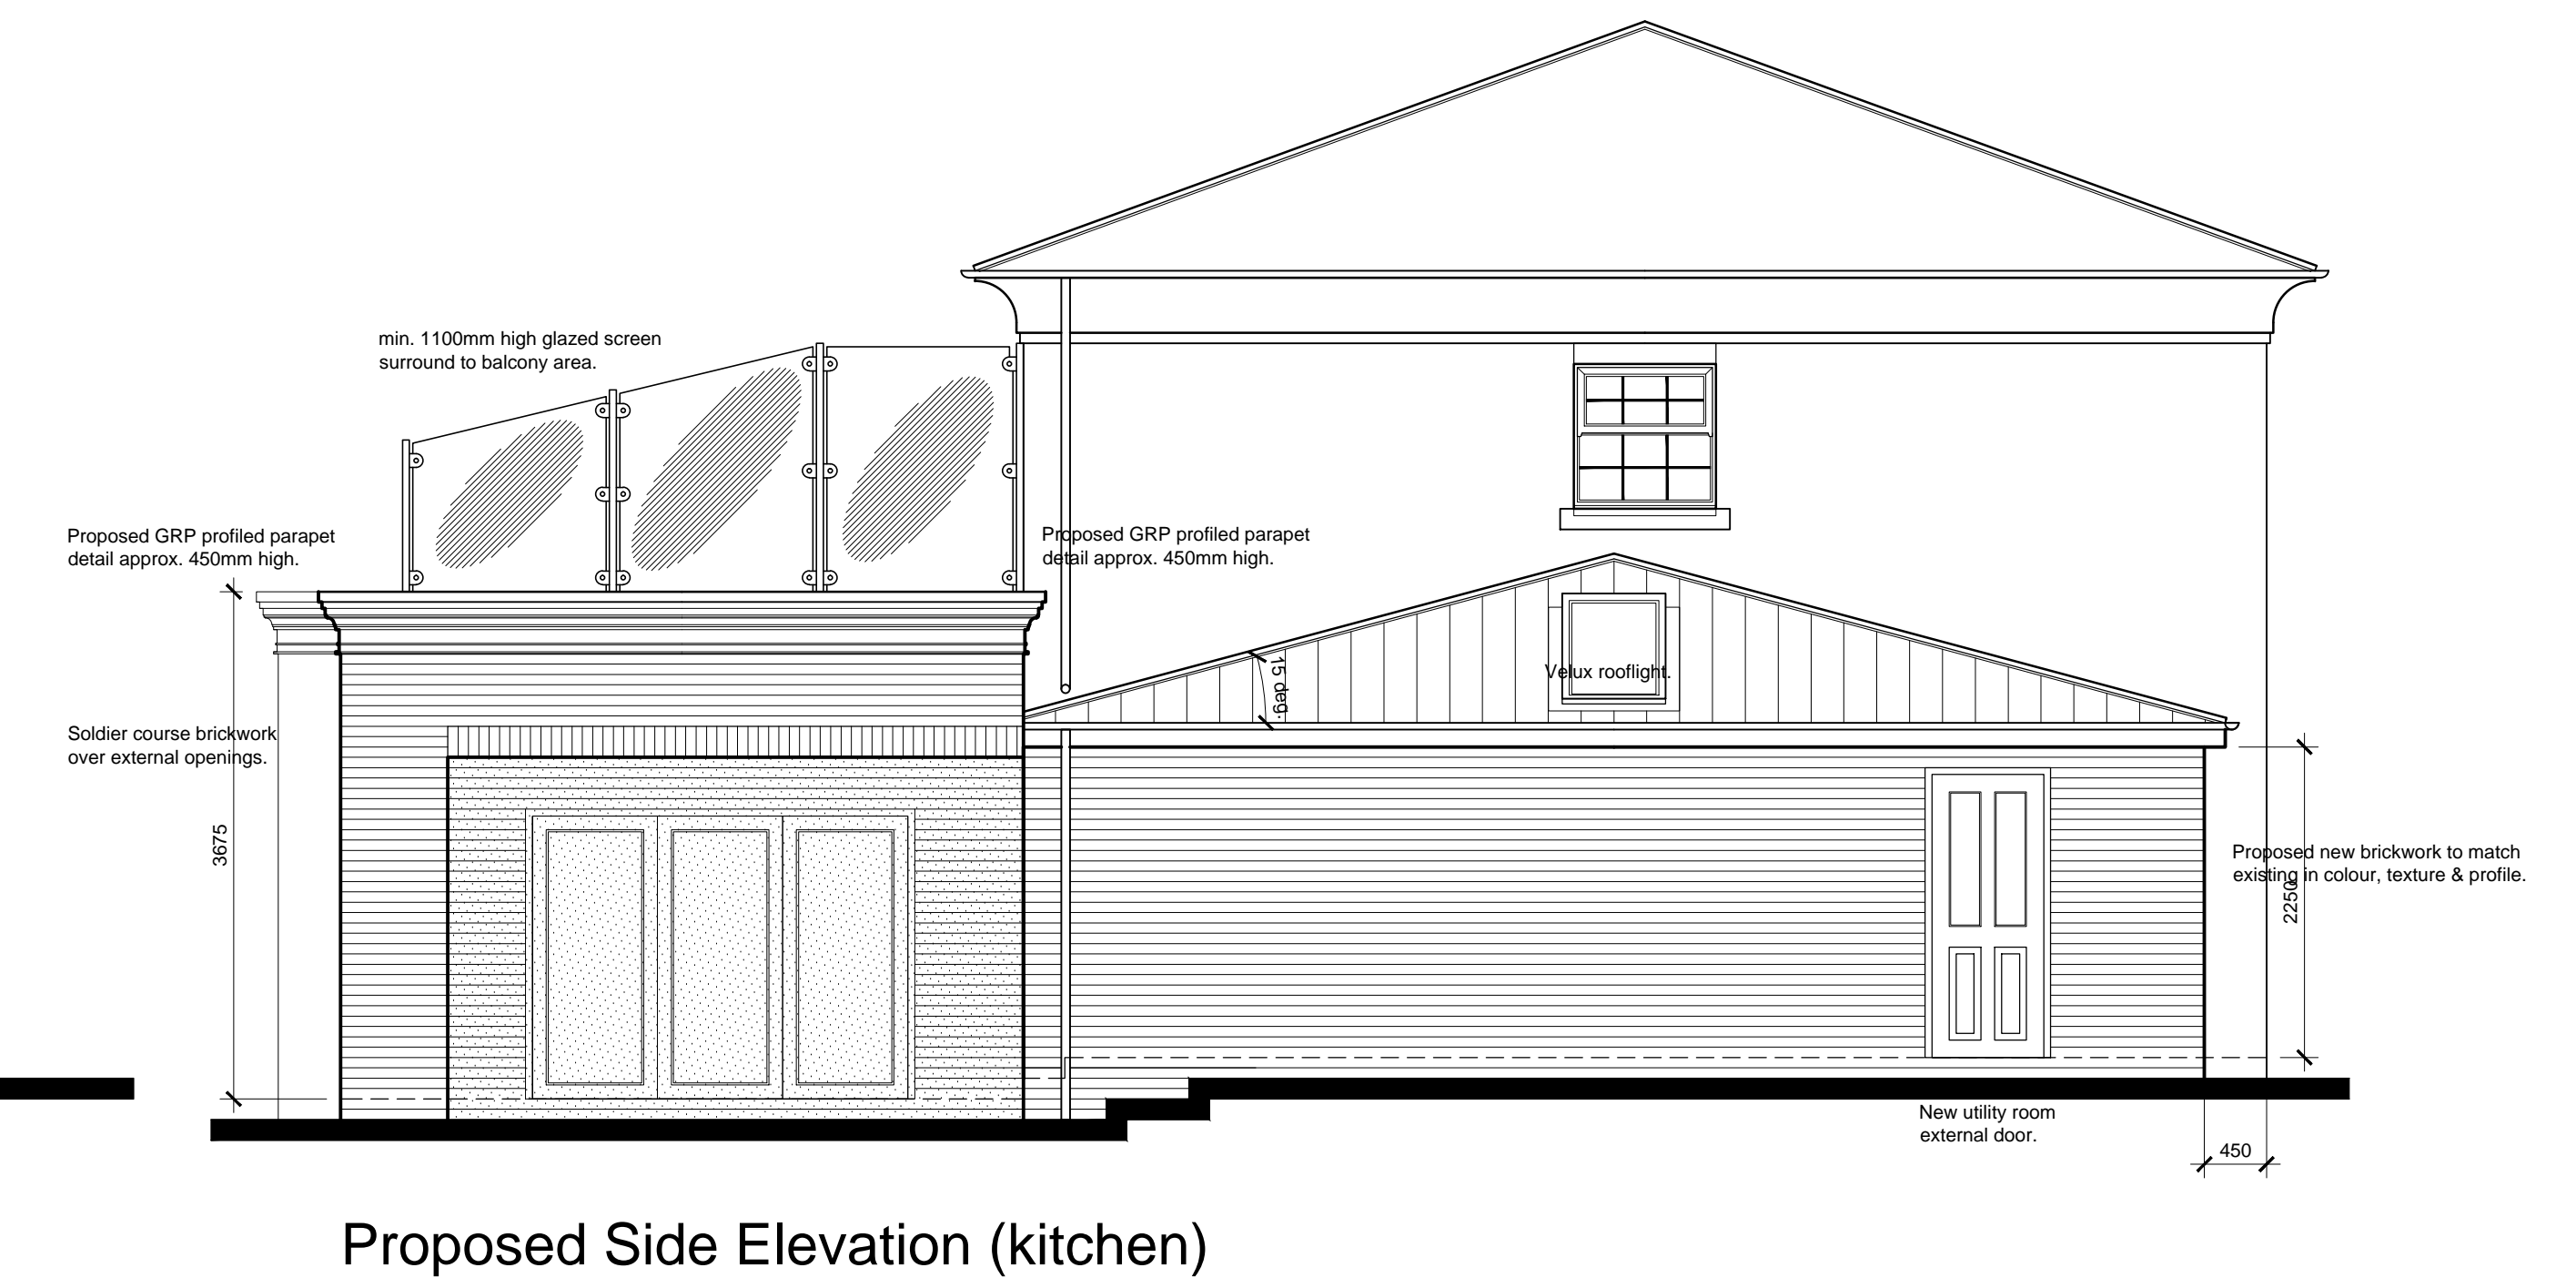 min. 1100mm high glazed screen
surround to balcony area.
Proposed GRP profiled parapet
detail approx. 450mm high.
Proposed GRP profiled parapet
detail approx. 450mm high.
Velux rooflight.
15 deg.
Soldier course brickwork
over external openings.
3675
Proposed new brickwork to match
existing in colour, texture & profile.
2250
New utility room
external door.
450
Proposed Side Elevation (kitchen)